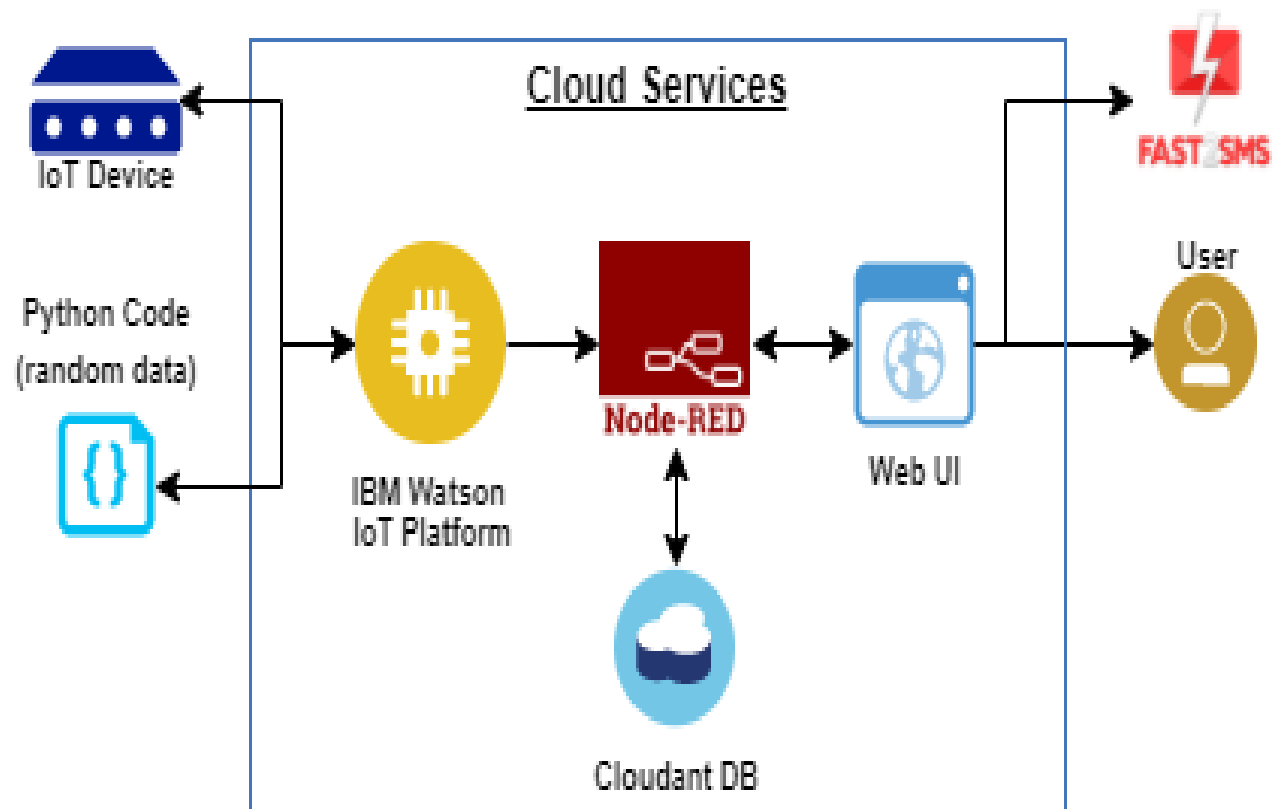 Cloud Services
IoT Device
FAST2SMS
User
Python Code
(random data)
{}
Node-RED
Web UI
IBM Watson
IoT Platform
Cloudant DB